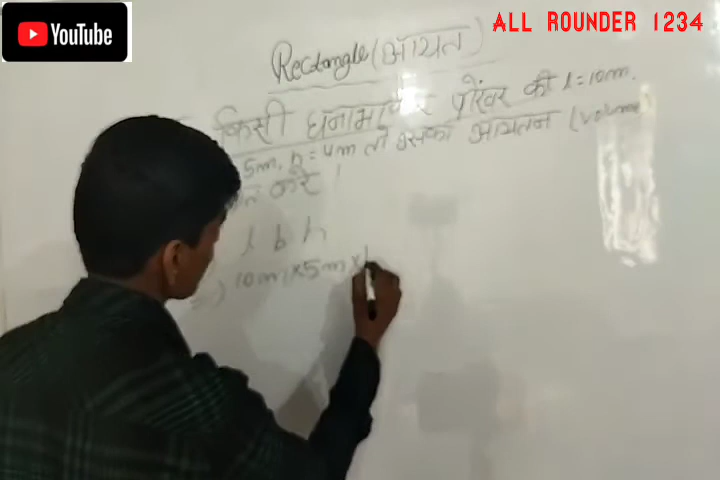 YouTube
ALL ROUNDER 1234
Rectangle (आयत)
किसी घनाभाकार पोखर की l = 10m.
5m, h = 4m तो उसका आयतन (volume
करे ।
l b h
10m × 5m ×